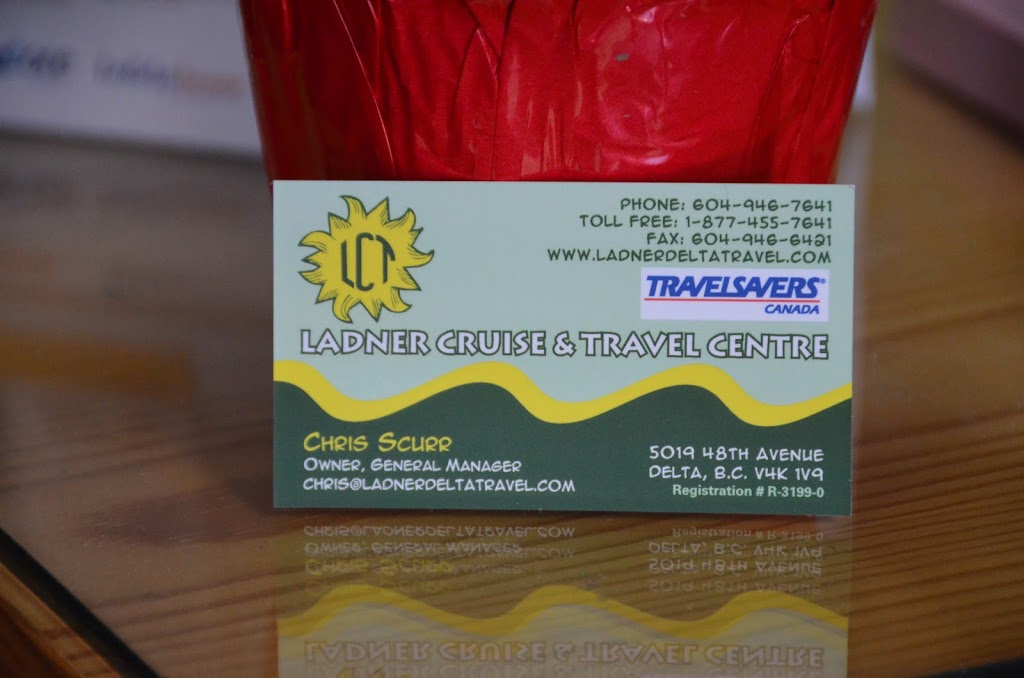 PHONE: 604-946-7641
TOLL FREE: 1-877-455-7641
FAX: 604-946-6421
WWW.LADNERDELTATRAVEL.COM
LCT
TRAVELSAVERS®
CANADA
LADNER CRUISE & TRAVEL CENTRE
CHRIS SCURR
OWNER, GENERAL MANAGER
CHRIS@LADNERDELTATRAVEL.COM
5019 48TH AVENUE
DELTA, B.C. V4K 1V9
Registration # R-3199-0